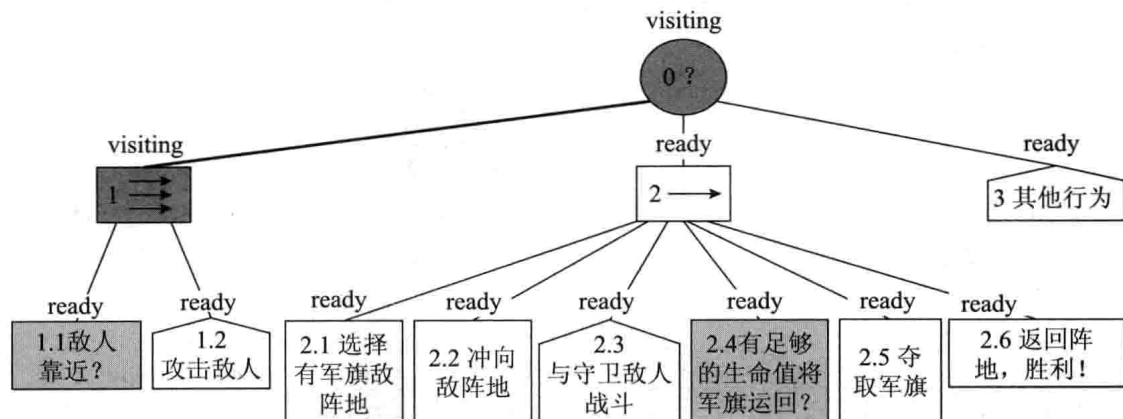 visiting
0 ?
visiting
ready
ready
1
2
3 其他行为
ready
ready
ready
ready
ready
ready
ready
ready
1.1敌人
靠近?
1.2
攻击敌人
2.1 选择
有军旗敌
阵地
2.2 冲向
敌阵地
2.3
与守卫敌人
战斗
2.4有足够
的生命值将
军旗运回?
2.5 夺
取军旗
2.6 返回阵
地，胜利!